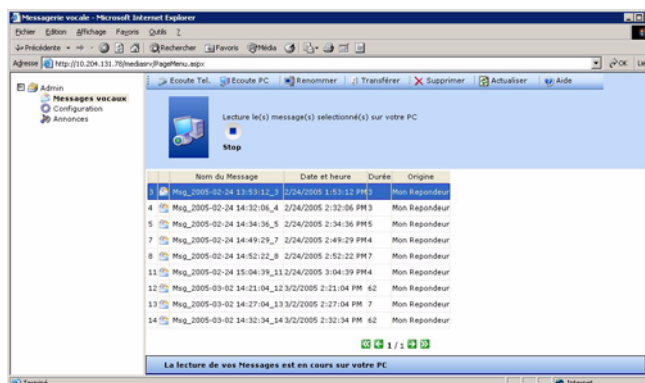 Messagerie vocale - Microsoft Internet Explorer
Fichier Edition Affichage Favoris Outils ?
Précédente Rechercher Favoris Média
Adresse http://10.204.131.76/mediasrv/PageMenu.aspx OK Lie
Ecoute Tel. Ecoute PC Renommer Transférer Supprimer Actualiser Aide
Admin
Messages vocaux
Configuration
Annonces
Lecture le(s) message(s) selectionné(s) sur votre PC
Stop
Nom du Message Date et heure Durée Origine
3 Msg_2005-02-24 13:53:12_3 2/24/2005 1:53:12 PM 3 Mon Repondeur
4 Msg_2005-02-24 14:32:06_4 2/24/2005 2:32:06 PM 3 Mon Repondeur
5 Msg_2005-02-24 14:34:36_5 2/24/2005 2:34:36 PM 5 Mon Repondeur
7 Msg_2005-02-24 14:49:29_7 2/24/2005 2:49:29 PM 4 Mon Repondeur
8 Msg_2005-02-24 14:52:22_8 2/24/2005 2:52:22 PM 7 Mon Repondeur
11 Msg_2005-02-24 15:04:39_11 2/24/2005 3:04:39 PM 4 Mon Repondeur
12 Msg_2005-03-02 14:21:04_12 3/2/2005 2:21:04 PM 62 Mon Repondeur
13 Msg_2005-03-02 14:27:04_13 3/2/2005 2:27:04 PM 7 Mon Repondeur
14 Msg_2005-03-02 14:32:34_14 3/2/2005 2:32:34 PM 62 Mon Repondeur
1 / 1
La lecture de vos Messages est en cours sur votre PC
Terminé Internet